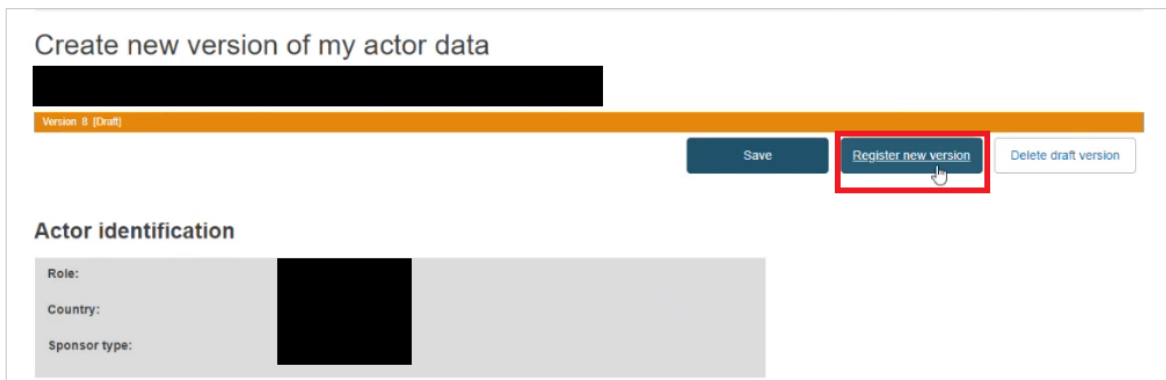 Create new version of my actor data
Version 8 [Draft]
Save Register new version Delete draft version
Actor identification
Role:
Country:
Sponsor type: